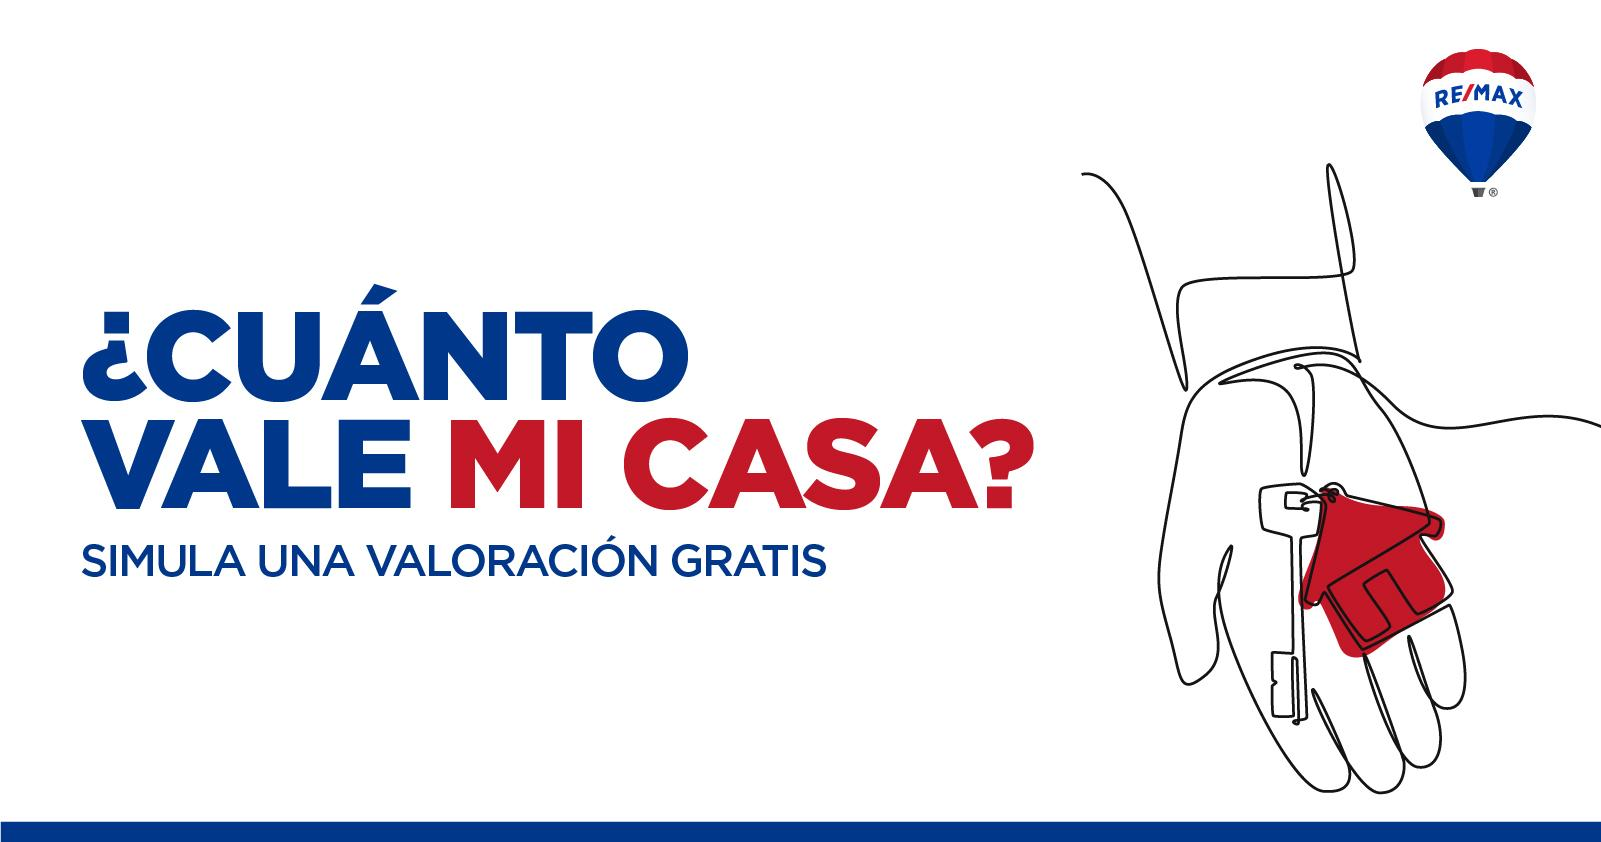 RE/MAX
®
¿CUÁNTO
VALE MI CASA?
SIMULA UNA VALORACIÓN GRATIS